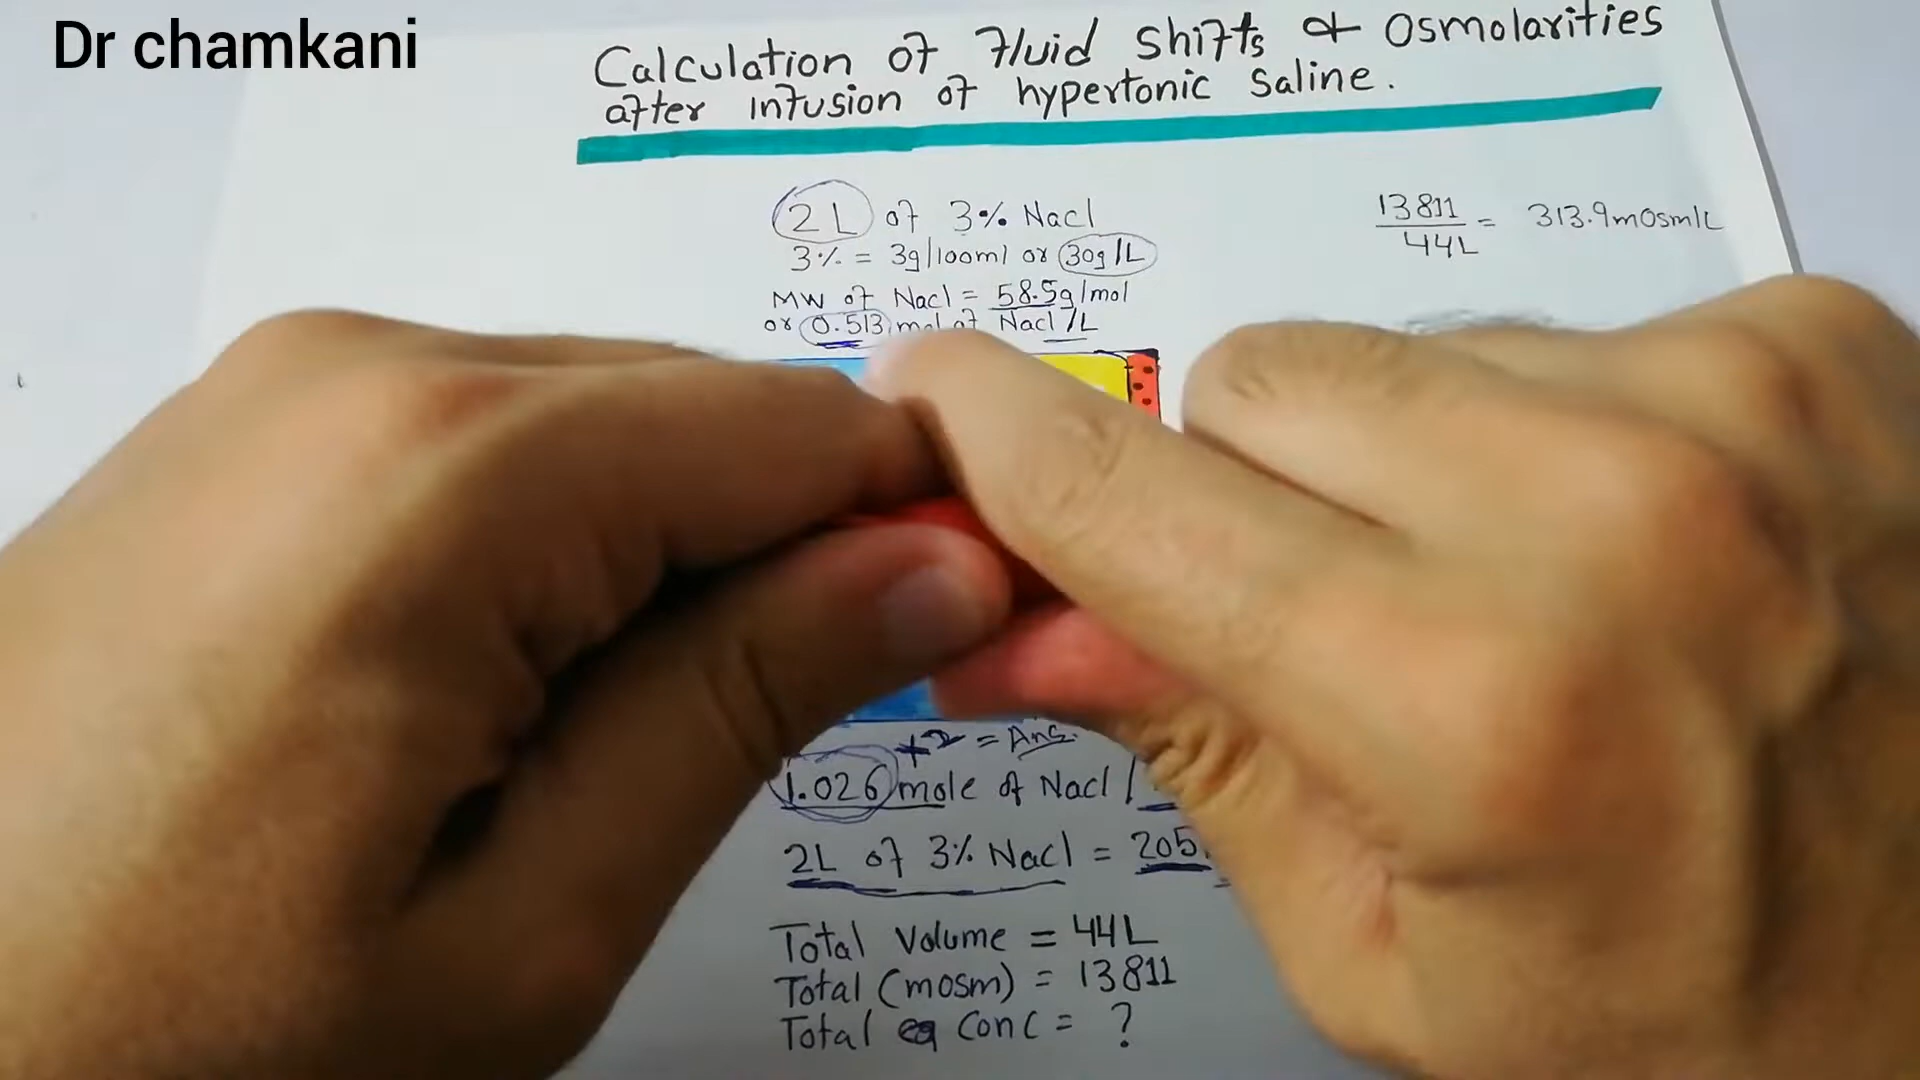 Dr chamkani
Calculation of Fluid Shifts & Osmolarities
after infusion of hypertonic saline.
2L of 3% Nacl
3% = 3g/100ml or 30g/L
MW of Nacl = 58.5g/mol
or 0.513 mol of Nacl/L
13811
44L
= 313.9mOsm/L
×2 = Ans.
1.026 mole of Nacl /
2L of 3% Nacl = 205
Total Volume = 44L
Total (mosm) = 13811
Total eq Conc = ?